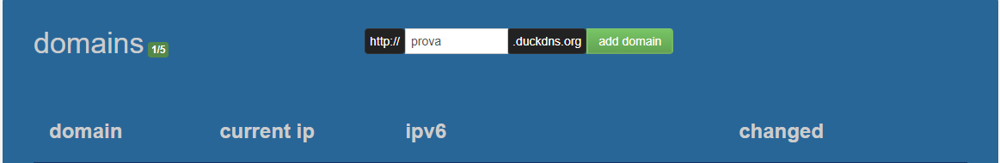 domains 1/5 http:// prova .duckdns.org add domain
domain current ip ipv6 changed